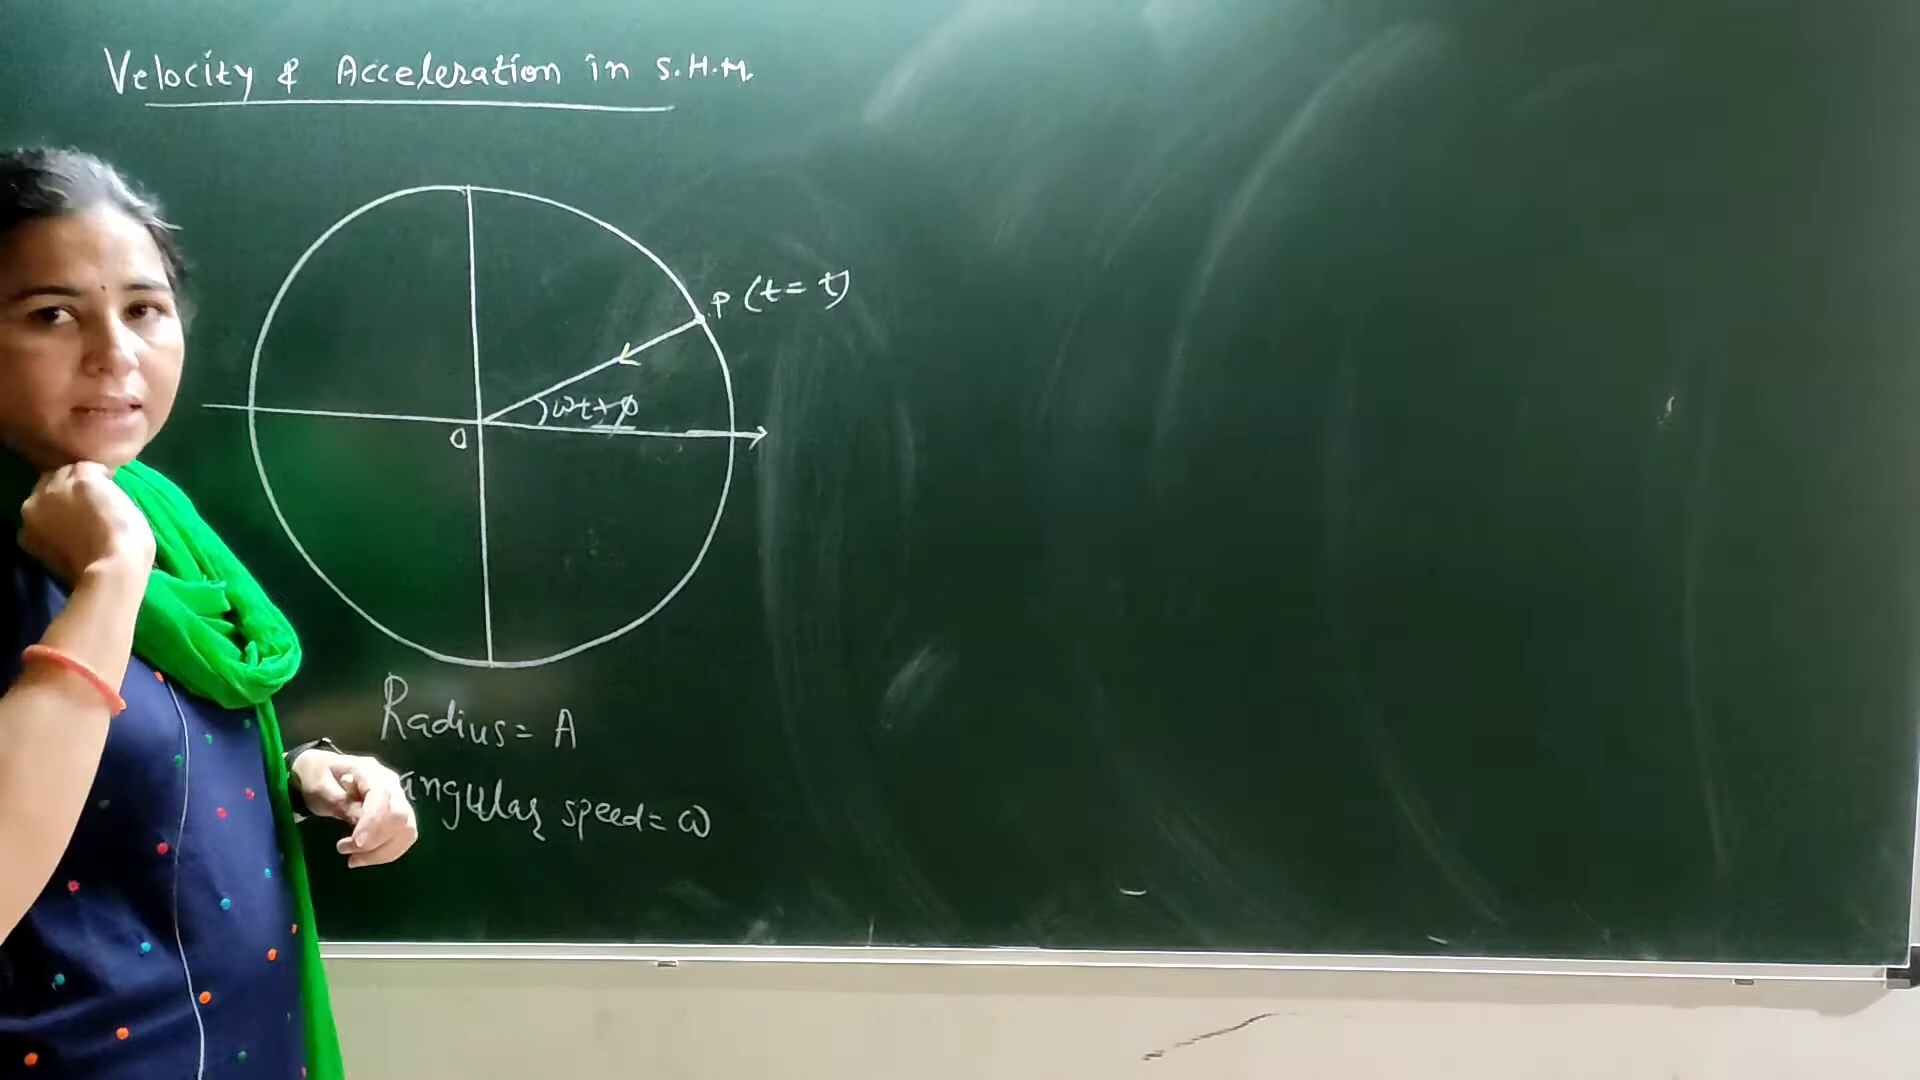 Velocity & Acceleration in S.H.M.
P (t = t)
ωt+φ
O
Radius = A
angular speed = ω